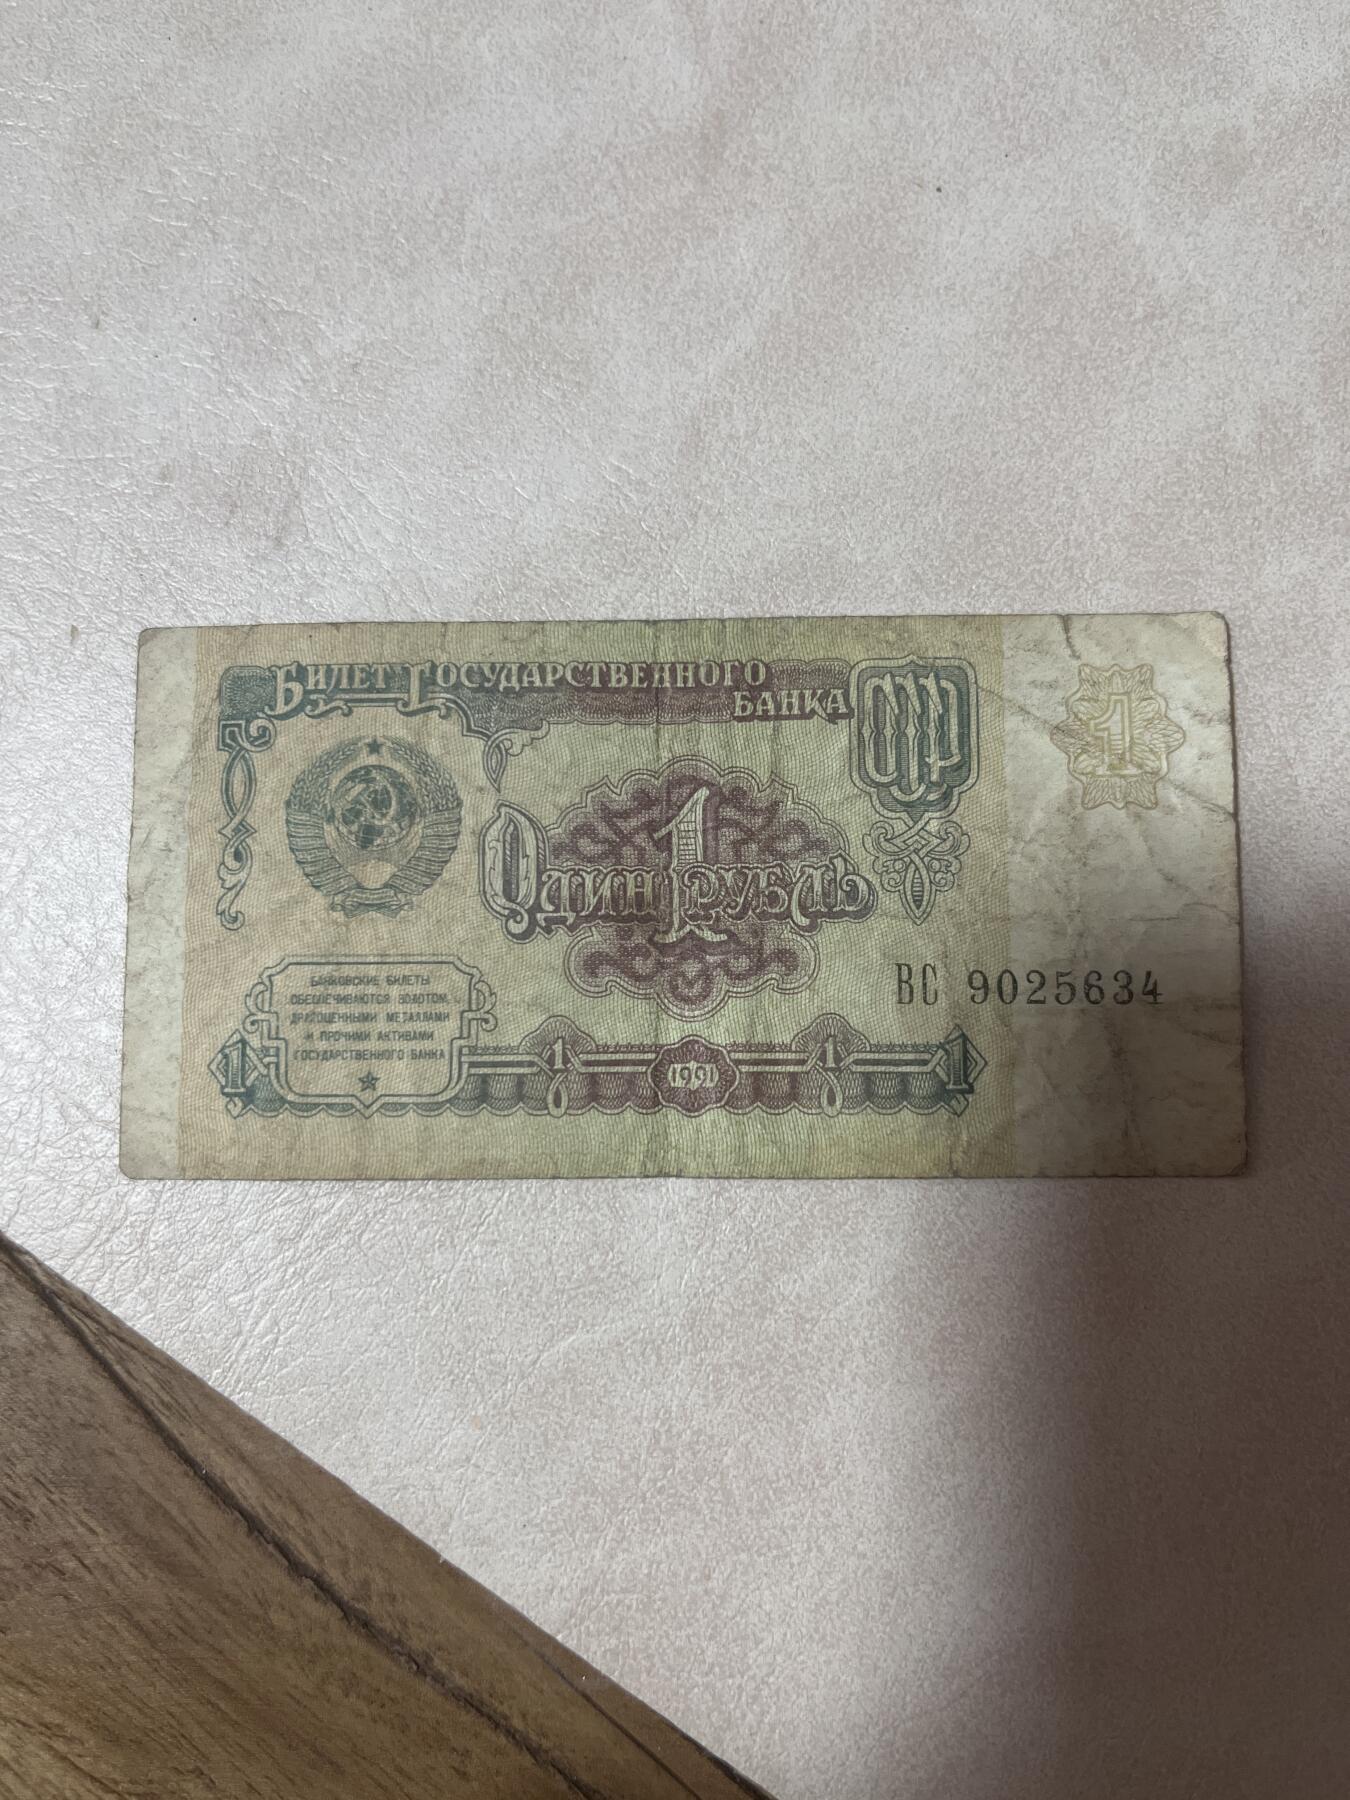 Билет Государственного
Банка СССР
1
1
Один рубль
Банковские билеты
обеспечиваются золотом,
драгоценными металлами
и прочими активами
Государственного банка
ВС 9025634
1
1
1991
1
1